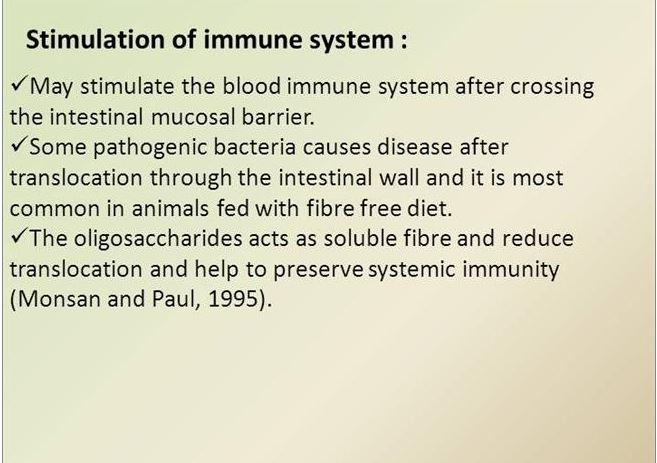 Stimulation of immune system :
✓May stimulate the blood immune system after crossing
the intestinal mucosal barrier.
✓Some pathogenic bacteria causes disease after
translocation through the intestinal wall and it is most
common in animals fed with fibre free diet.
✓The oligosaccharides acts as soluble fibre and reduce
translocation and help to preserve systemic immunity
(Monsan and Paul, 1995).